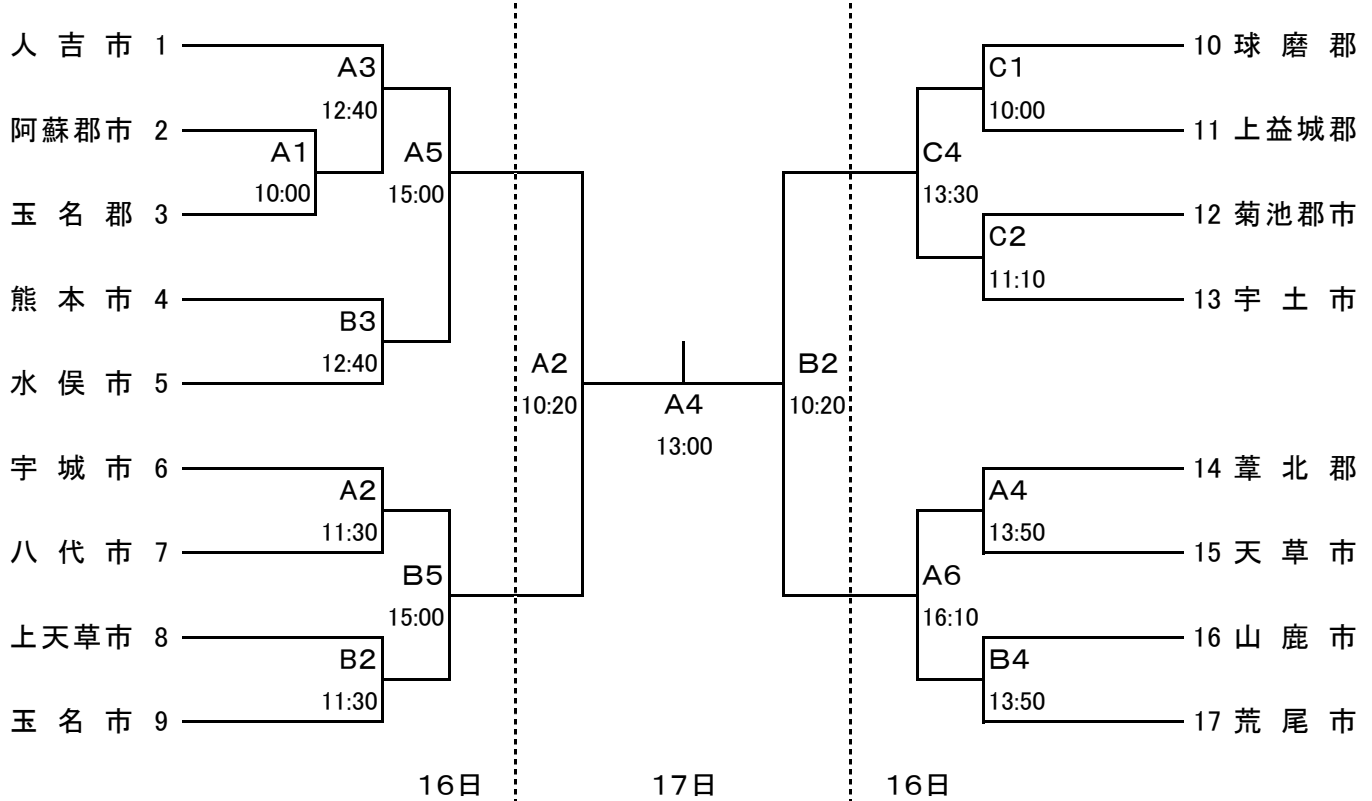 人吉市 1
A3
12:40
阿蘇郡市 2
A1
10:00
玉名郡 3
A5
15:00
熊本市 4
B3
12:40
水俣市 5
宇城市 6
A2
11:30
八代市 7
B5
15:00
上天草市 8
B2
11:30
玉名市 9
A2
10:20
A4
13:00
B2
10:20
10 球磨郡
C1
10:00
11 上益城郡
C4
13:30
12 菊池郡市
C2
11:10
13 宇土市
14 葦北郡
A4
13:50
15 天草市
A6
16:10
16 山鹿市
B4
13:50
17 荒尾市
16日
17日
16日